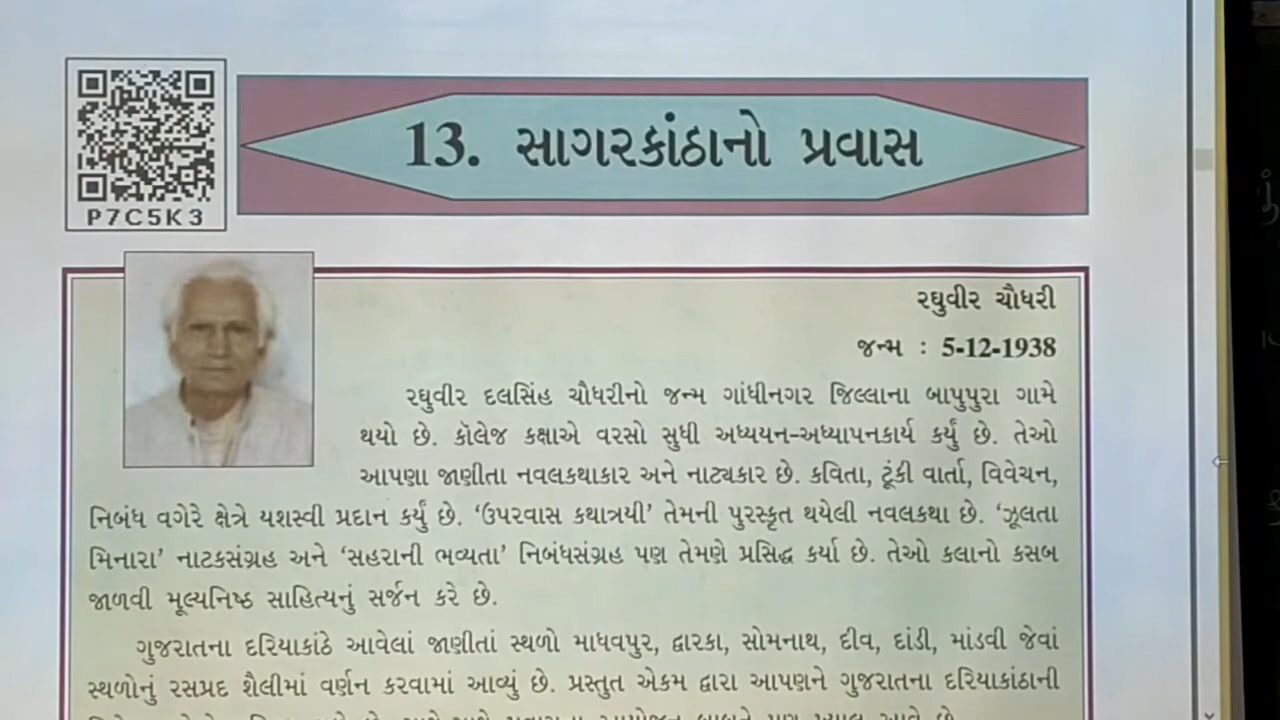 13. સાગરકાંઠાનો પ્રવાસ
P7C5K3
રઘુવીર ચૌધરી
જન્મ : 5-12-1938
રઘુવીર દલસિંહ ચૌધરીનો જન્મ ગાંધીનગર જિલ્લાના બાપુપુરા ગામે
થયો છે. કૉલેજ કક્ષાએ વરસો સુધી અધ્યયન-અધ્યાપનકાર્ય કર્યું છે. તેઓ
આપણા જાણીતા નવલકથાકાર અને નાટ્યકાર છે. કવિતા, ટૂંકી વાર્તા, વિવેચન,
નિબંધ વગેરે ક્ષેત્રે યશસ્વી પ્રદાન કર્યું છે. ‘ઉપરવાસ કથાત્રયી’ તેમની પુરસ્કૃત થયેલી નવલકથા છે. ‘ઝૂલતા
મિનારા’ નાટકસંગ્રહ અને ‘સહરાની ભવ્યતા’ નિબંધસંગ્રહ પણ તેમણે પ્રસિદ્ધ કર્યા છે. તેઓ કલાનો કસબ
જાળવી મૂલ્યનિષ્ઠ સાહિત્યનું સર્જન કરે છે.
ગુજરાતના દરિયાકાંઠે આવેલાં જાણીતાં સ્થળો માધવપુર, દ્વારકા, સોમનાથ, દીવ, દાંડી, માંડવી જેવાં
સ્થળોનું રસપ્રદ શૈલીમાં વર્ણન કરવામાં આવ્યું છે. પ્રસ્તુત એકમ દ્વારા આપણને ગુજરાતના દરિયાકાંઠાની